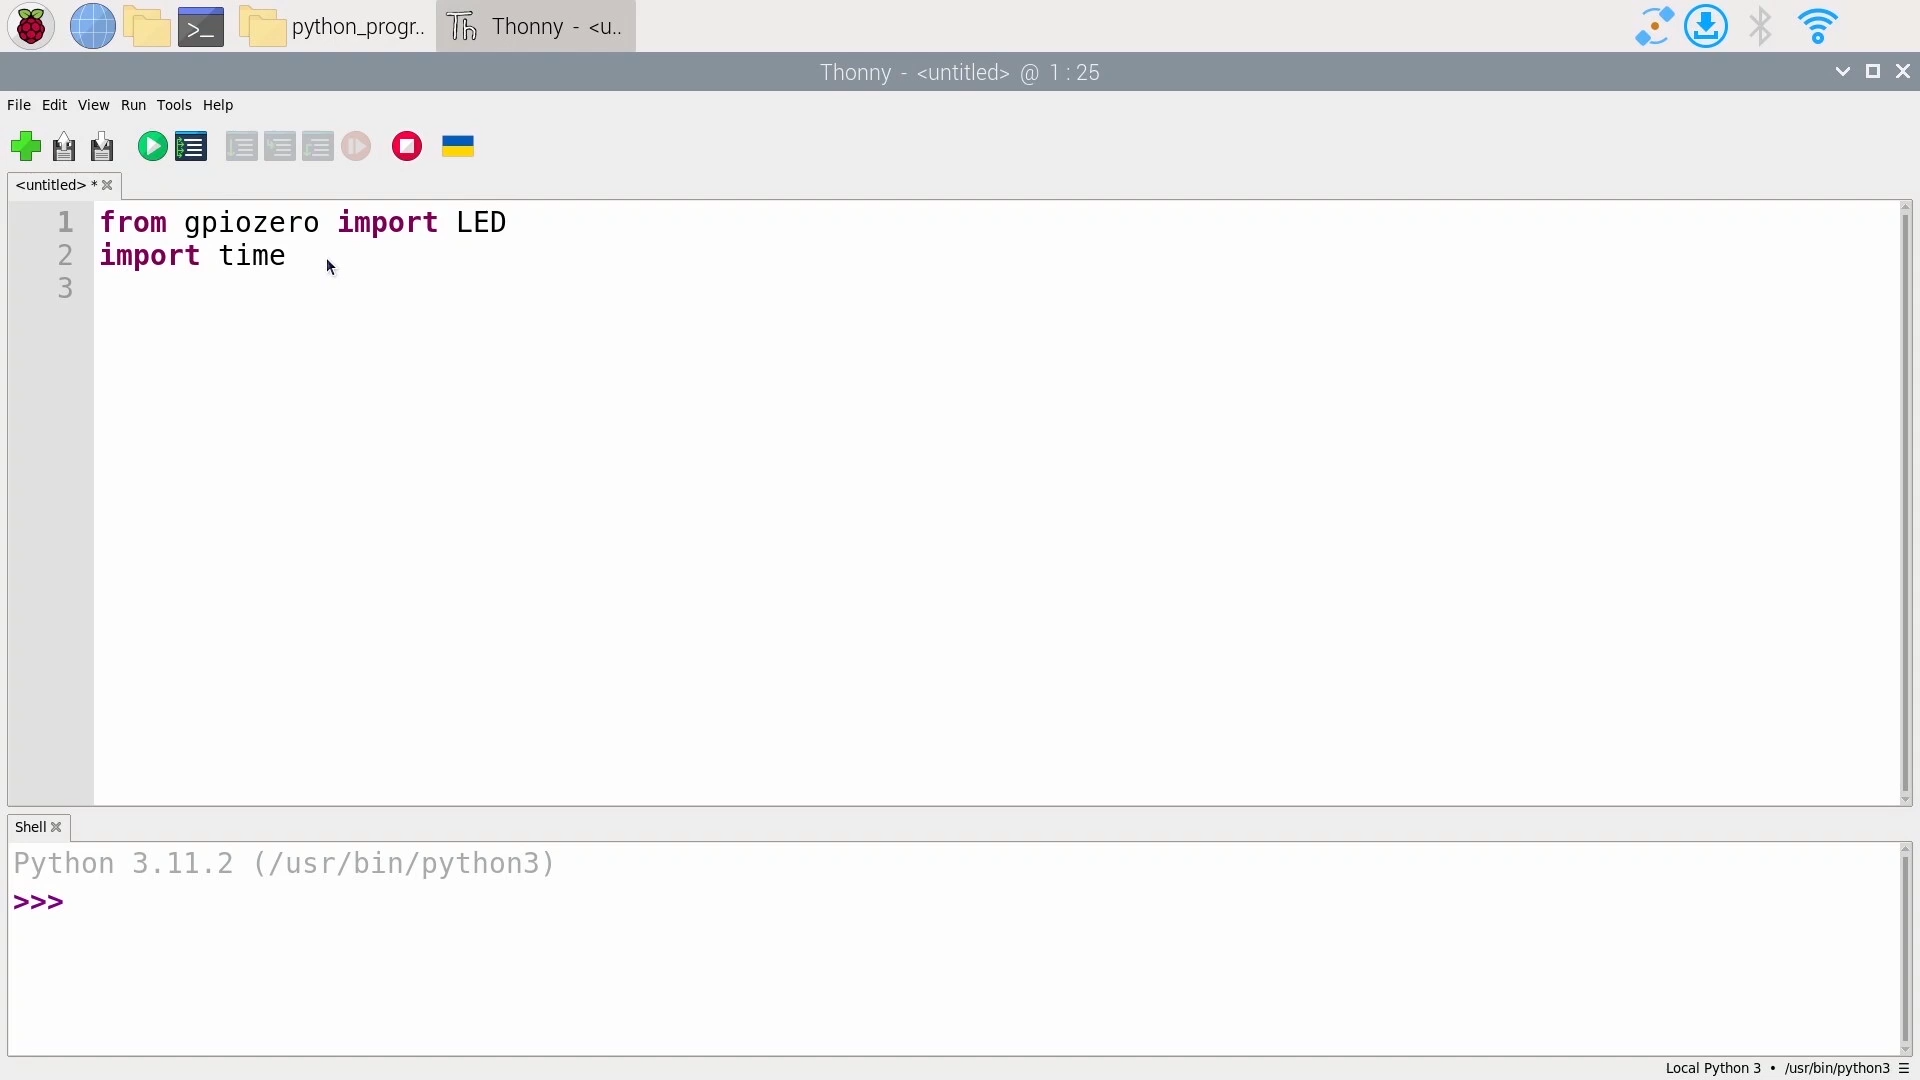 python_progr.. Thonny - <u..
Thonny - <untitled> @ 1:25
File Edit View Run Tools Help
<untitled> *
1 from gpiozero import LED
2 import time
3
Shell
Python 3.11.2 (/usr/bin/python3)
>>>
Local Python 3 • /usr/bin/python3 ☰